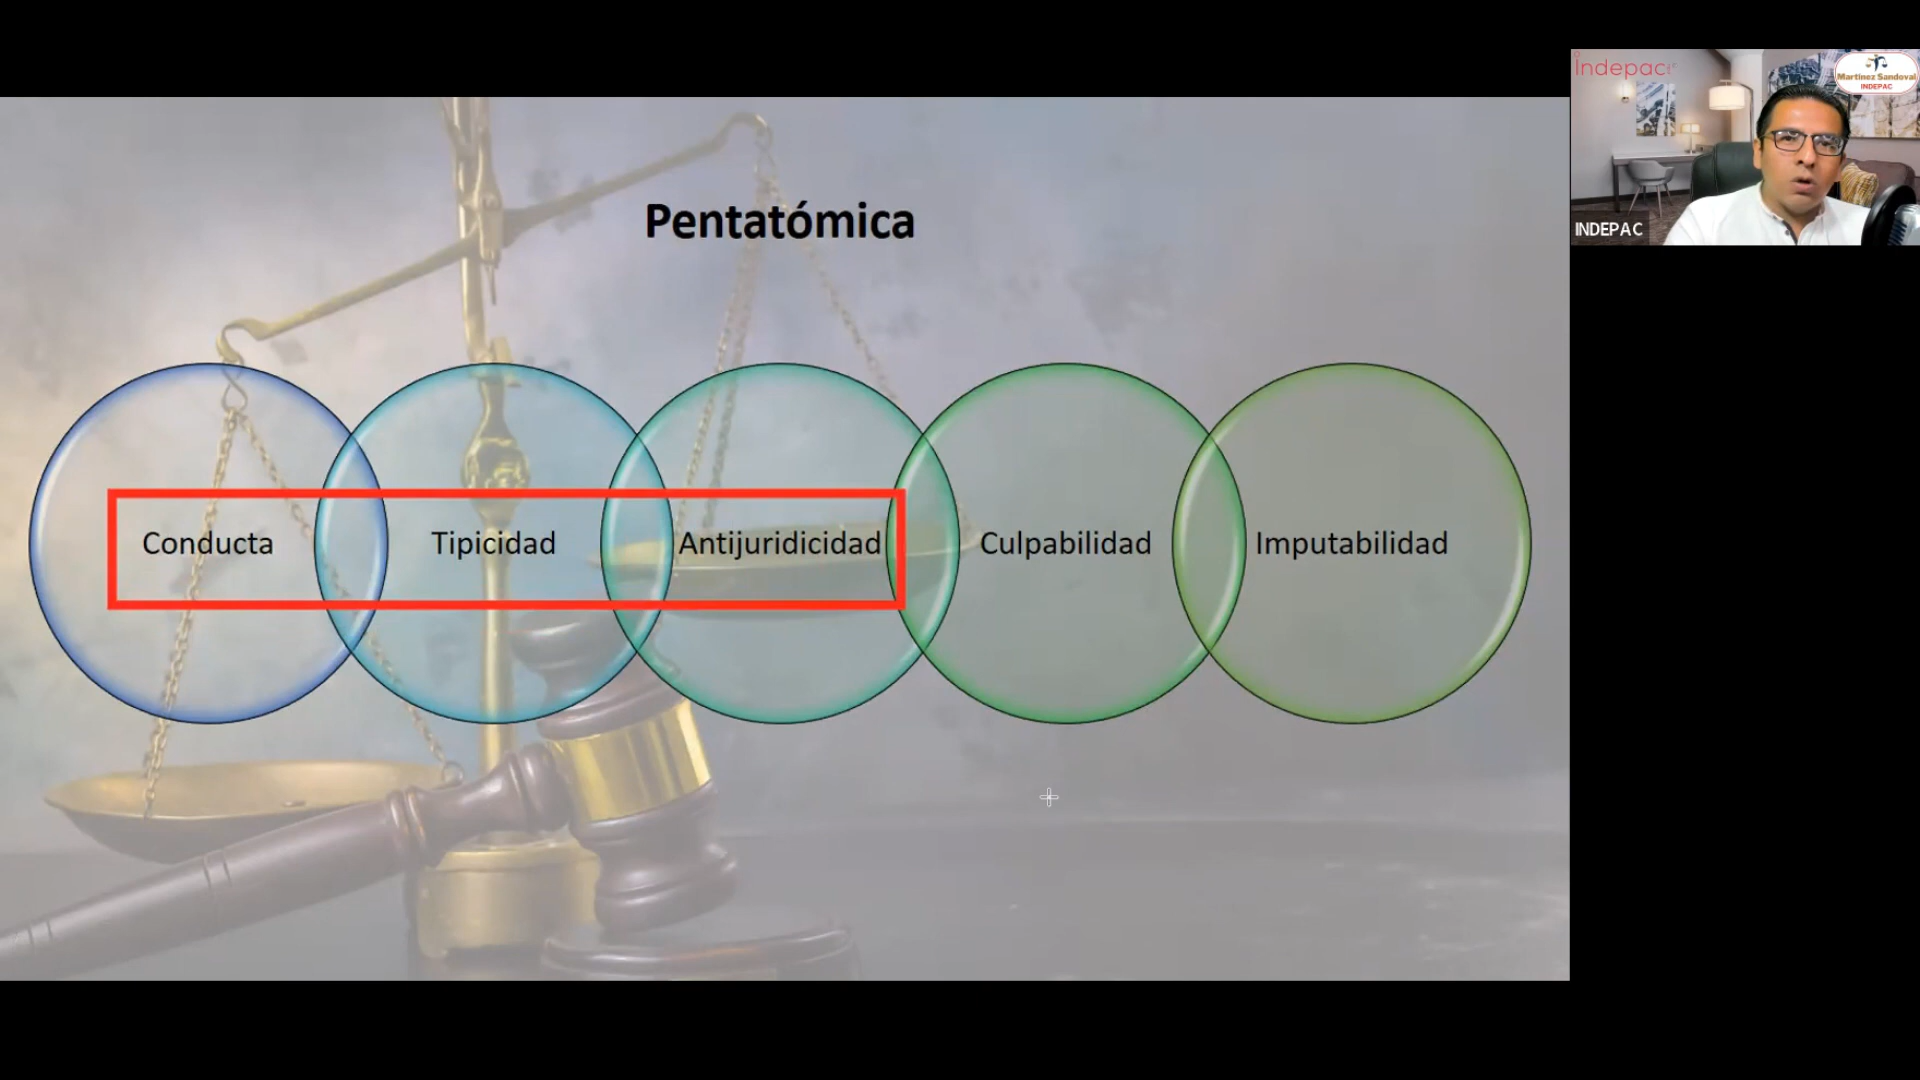 Pentatómica
Conducta
Tipicidad
Antijuridicidad
Culpabilidad
Imputabilidad
Indepac
Martínez Sandoval
INDEPAC
INDEPAC